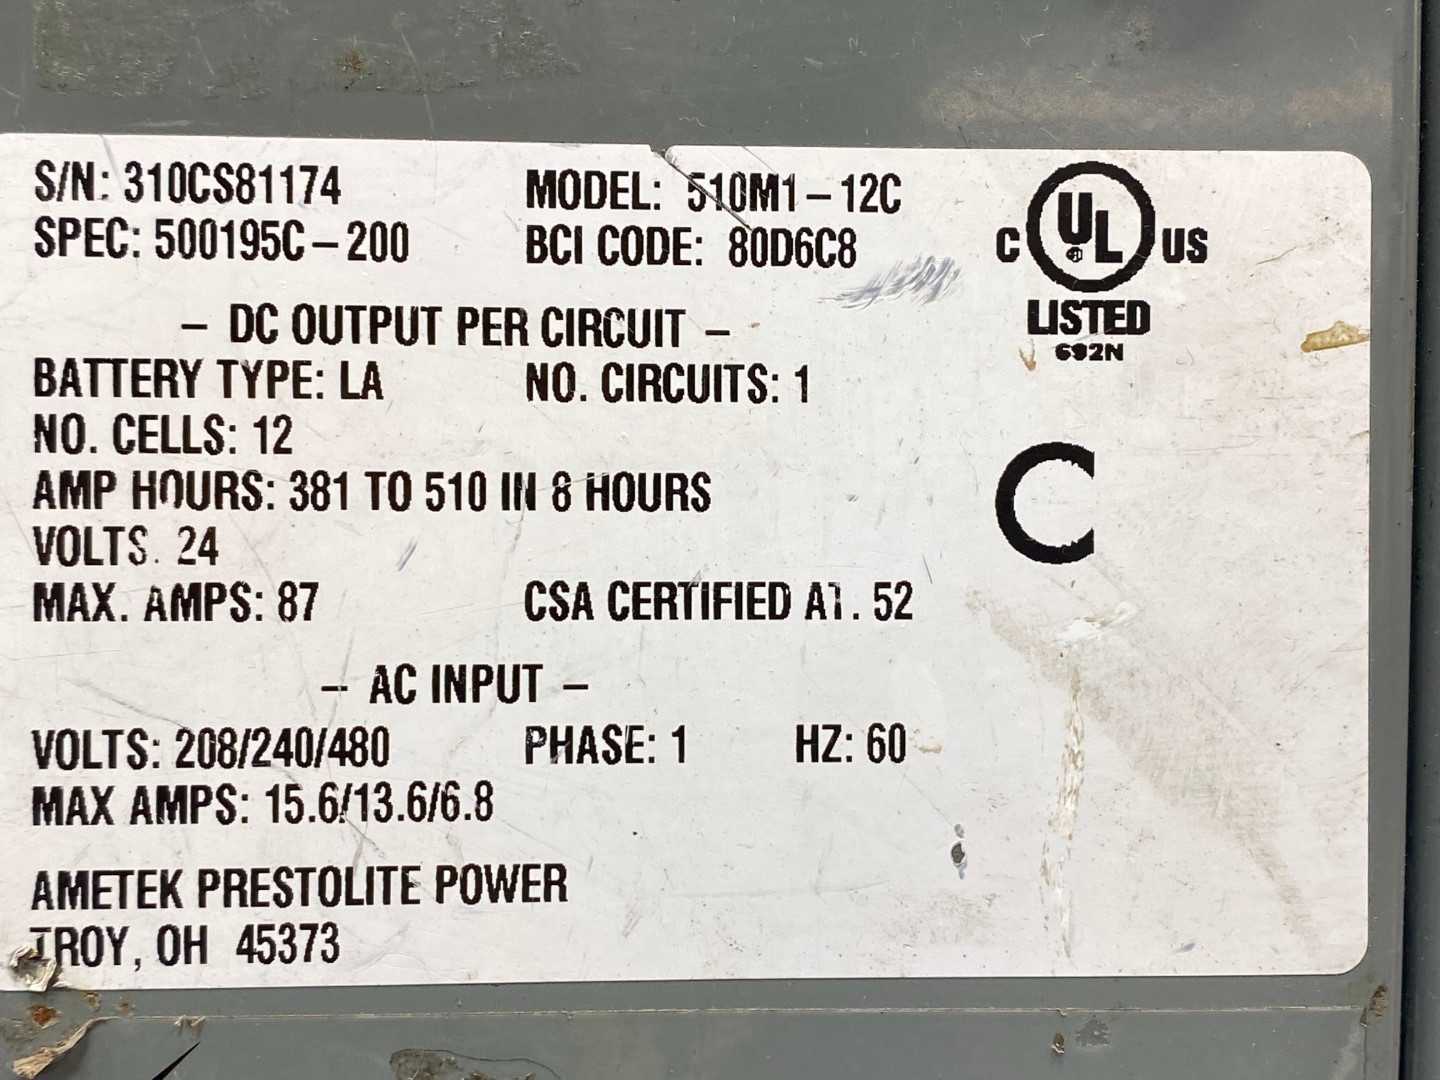 S/N: 310CS81174
MODEL: 510M1-12C
SPEC: 500195C-200
BCI CODE: 80D6C8
C UL US
LISTED
692N
- DC OUTPUT PER CIRCUIT -
BATTERY TYPE: LA
NO. CIRCUITS: 1
NO. CELLS: 12
AMP HOURS: 381 TO 510 IN 8 HOURS
C
VOLTS. 24
MAX. AMPS: 87
CSA CERTIFIED AT. 52
- AC INPUT -
VOLTS: 208/240/480
PHASE: 1
HZ: 60
MAX AMPS: 15.6/13.6/6.8
AMETEK PRESTOLITE POWER
TROY, OH 45373